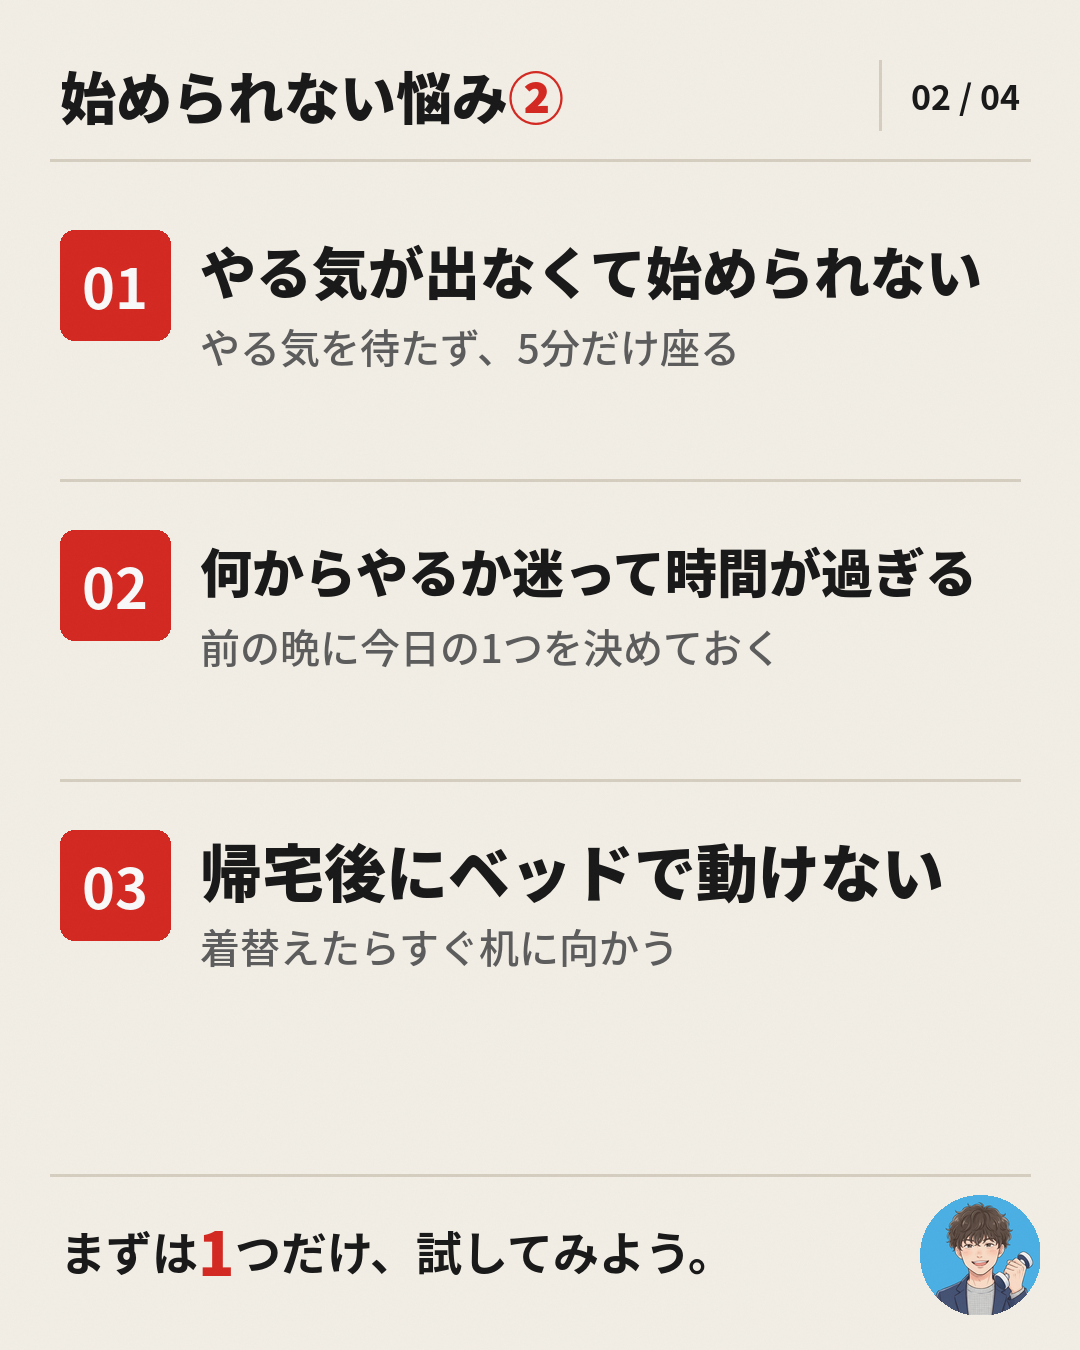 始められない悩み②
02 / 04
01
やる気が出なくて始められない
やる気を待たず、5分だけ座る
02
何からやるか迷って時間が過ぎる
前の晩に今日の1つを決めておく
03
帰宅後にベッドで動けない
着替えたらすぐ机に向かう
まずは1つだけ、試してみよう。